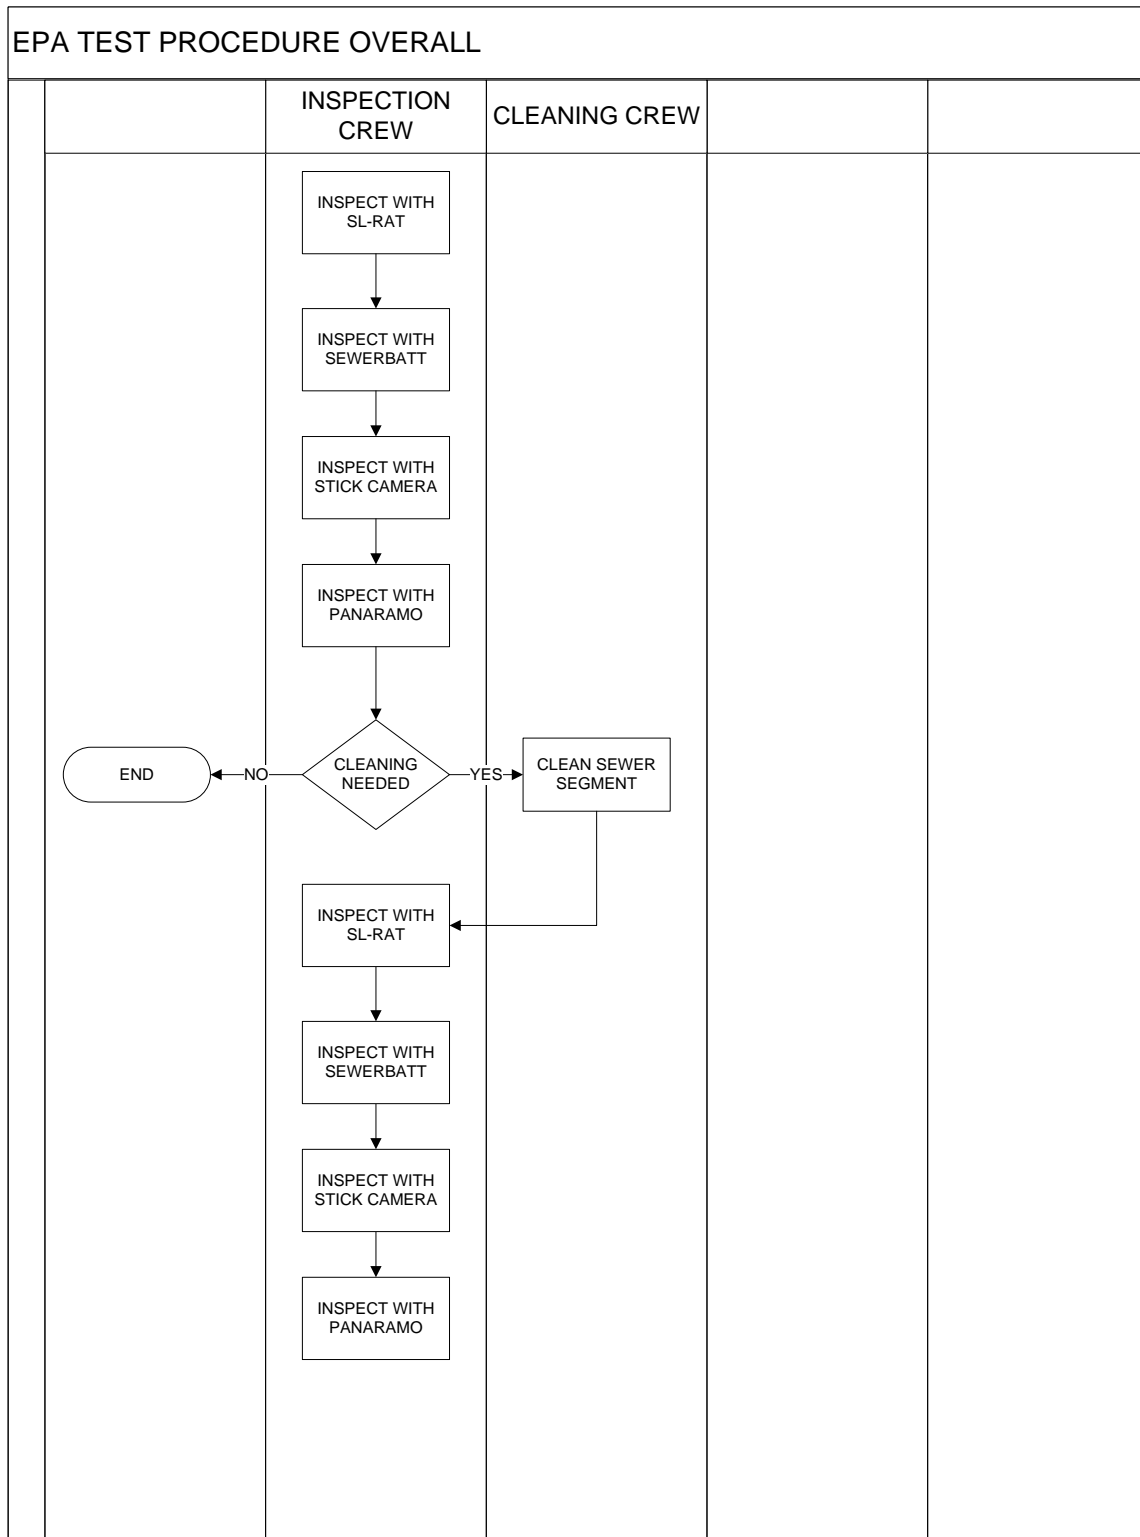 EPA TEST PROCEDURE OVERALL
INSPECTION
CREW
CLEANING CREW
INSPECT WITH
SL-RAT
INSPECT WITH
SEWERBATT
INSPECT WITH
STICK CAMERA
INSPECT WITH
PANARAMO
END
NO
CLEANING
NEEDED
YES
CLEAN SEWER
SEGMENT
INSPECT WITH
SL-RAT
INSPECT WITH
SEWERBATT
INSPECT WITH
STICK CAMERA
INSPECT WITH
PANARAMO